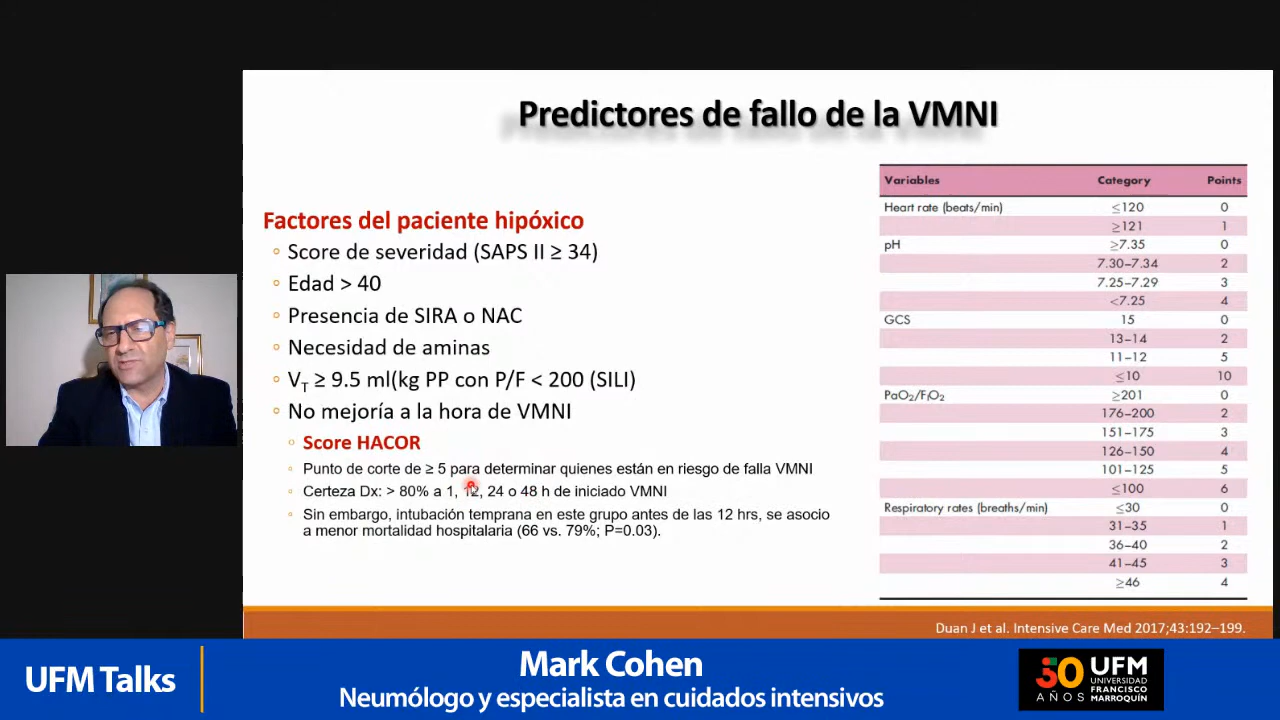 Predictores de fallo de la VMNI
Factores del paciente hipóxico
Score de severidad (SAPS II ≥ 34)
Edad > 40
Presencia de SIRA o NAC
Necesidad de aminas
VT ≥ 9.5 ml(kg PP con P/F < 200 (SILI)
No mejoría a la hora de VMNI
Score HACOR
Punto de corte de ≥ 5 para determinar quienes están en riesgo de falla VMNI
Certeza Dx: > 80% a 1, 12, 24 o 48 h de iniciado VMNI
Sin embargo, intubación temprana en este grupo antes de las 12 hrs, se asocio
a menor mortalidad hospitalaria (66 vs. 79%; P=0.03).
Variables Category Points
Heart rate (beats/min) ≤120 0
≥121 1
pH ≥7.35 0
7.30–7.34 2
7.25–7.29 3
<7.25 4
GCS 15 0
13–14 2
11–12 5
≤10 10
PaO2/FiO2 ≥201 0
176–200 2
151–175 3
126–150 4
101–125 5
≤100 6
Respiratory rates (breaths/min) ≤30 0
31–35 1
36–40 2
41–45 3
≥46 4
Duan J et al. Intensive Care Med 2017;43:192–199.
UFM Talks
Mark Cohen
Neumólogo y especialista en cuidados intensivos
50 AÑOS
UFM
UNIVERSIDAD
FRANCISCO
MARROQUÍN